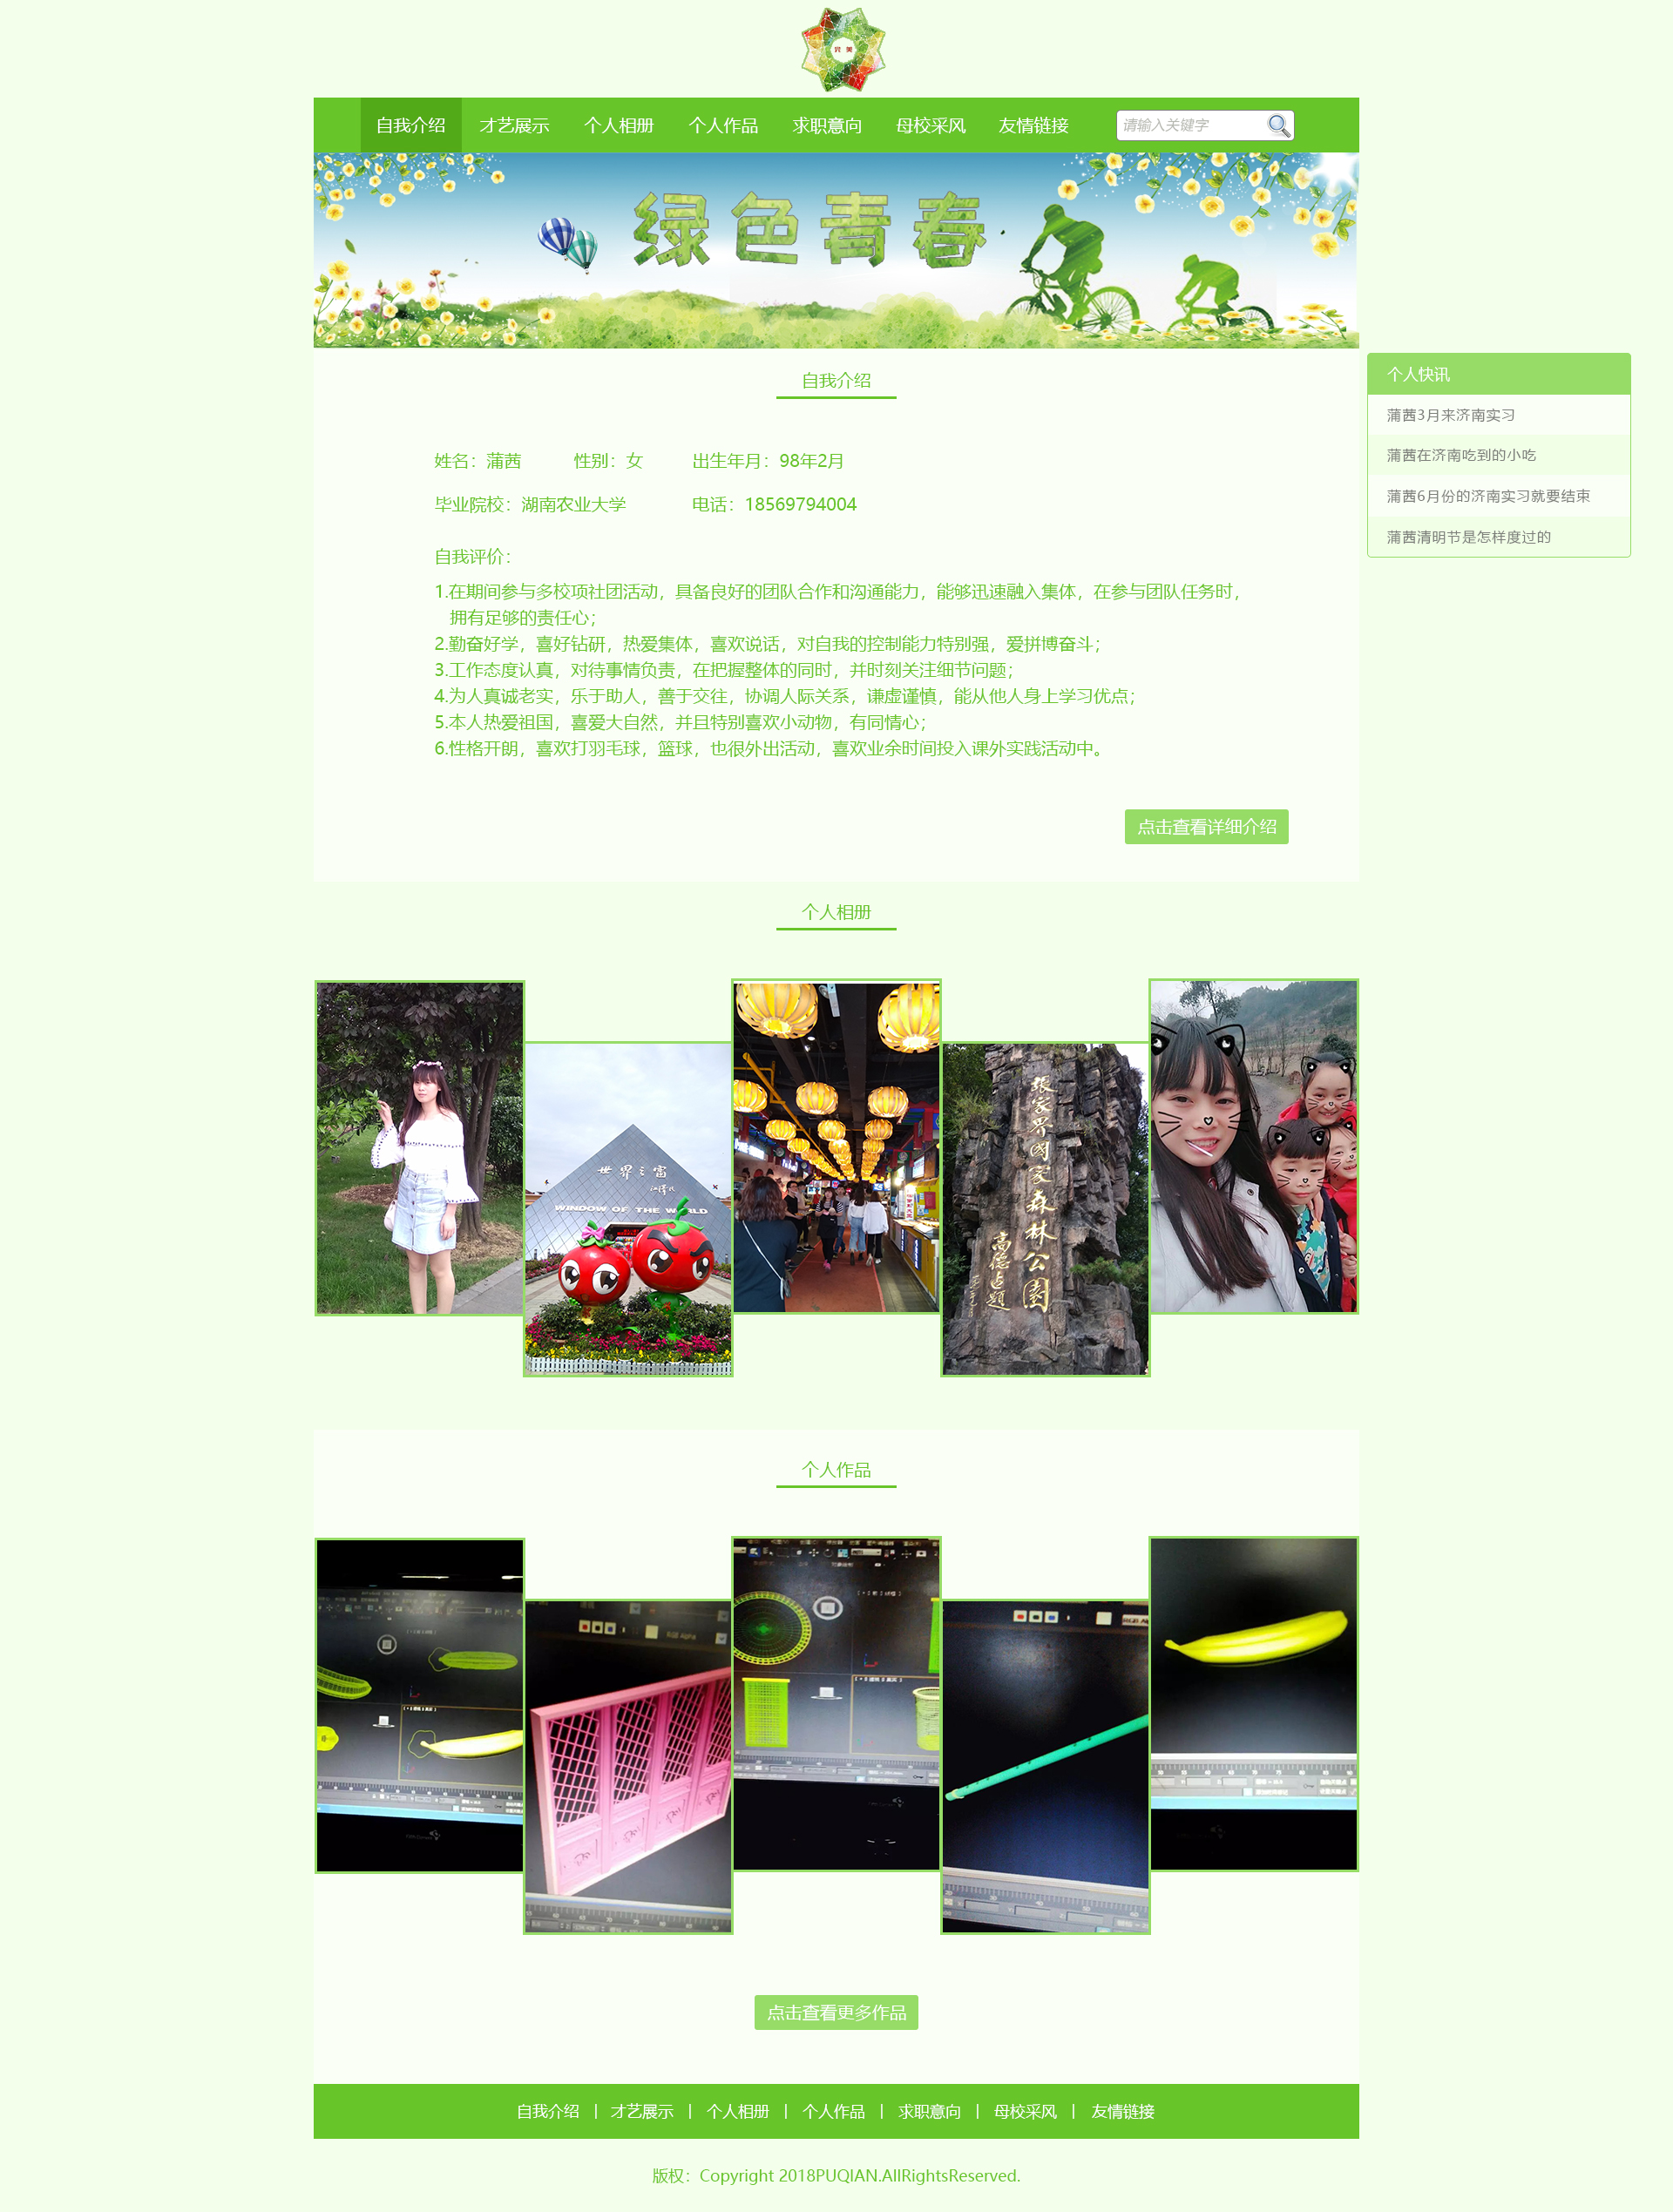 完美
自我介绍 才艺展示 个人相册 个人作品 求职意向 母校采风 友情链接 请输入关键字
绿色青春
自我介绍
姓名：蒲茜 性别：女 出生年月：98年2月
毕业院校：湖南农业大学 电话：18569794004
自我评价：
1.在期间参与多校项社团活动，具备良好的团队合作和沟通能力，能够迅速融入集体，在参与团队任务时，
拥有足够的责任心；
2.勤奋好学，喜好钻研，热爱集体，喜欢说话，对自我的控制能力特别强，爱拼博奋斗；
3.工作态度认真，对待事情负责，在把握整体的同时，并时刻关注细节问题；
4.为人真诚老实，乐于助人，善于交往，协调人际关系，谦虚谨慎，能从他人身上学习优点；
5.本人热爱祖国，喜爱大自然，并且特别喜欢小动物，有同情心；
6.性格开朗，喜欢打羽毛球，篮球，也很外出活动，喜欢业余时间投入课外实践活动中。
点击查看详细介绍
个人快讯
蒲茜3月来济南实习
蒲茜在济南吃到的小吃
蒲茜6月份的济南实习就要结束
蒲茜清明节是怎样度过的
个人相册
世界之窗
WINDOW OF THE WORLD
張家界國家森林公園
个人作品
点击查看更多作品
自我介绍 | 才艺展示 | 个人相册 | 个人作品 | 求职意向 | 母校采风 | 友情链接
版权：Copyright 2018PUQIAN.AllRightsReserved.